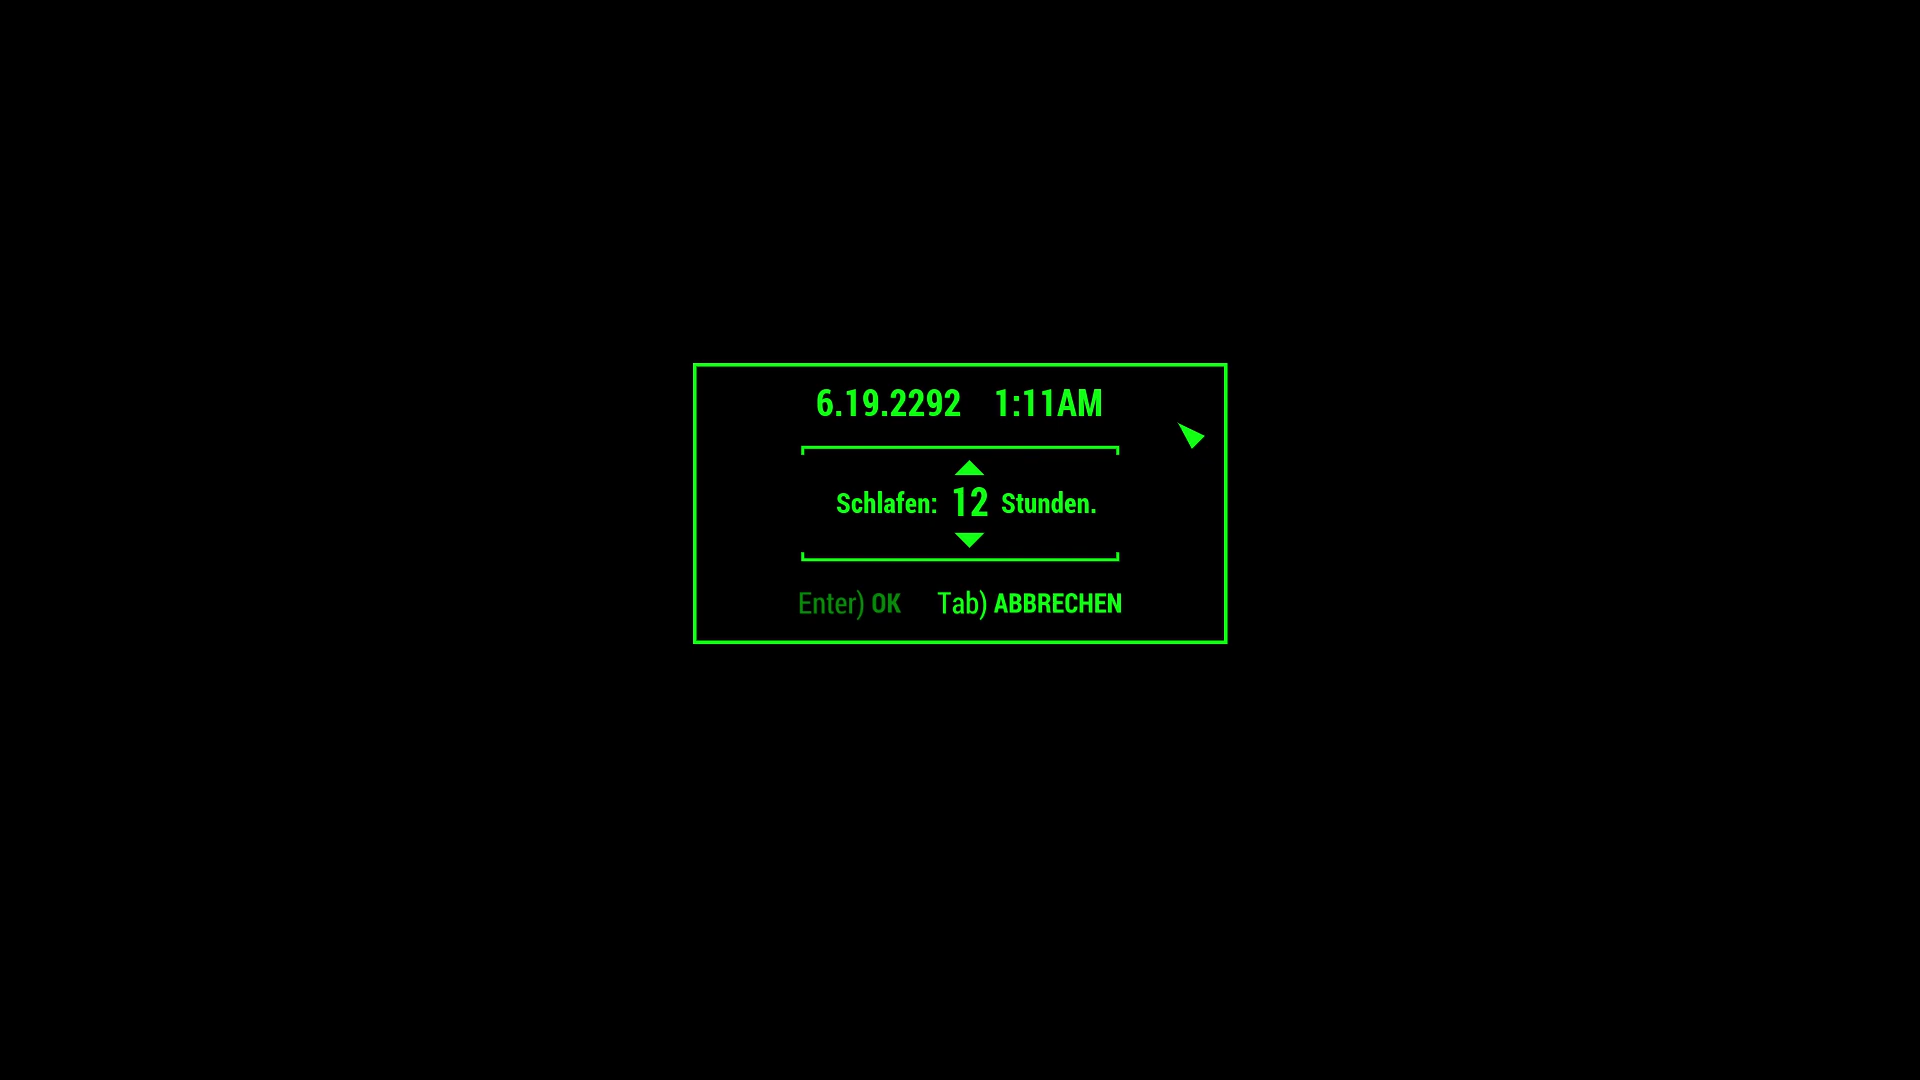 6.19.2292 1:11AM
Schlafen: 12 Stunden.
Enter) OK Tab) ABBRECHEN